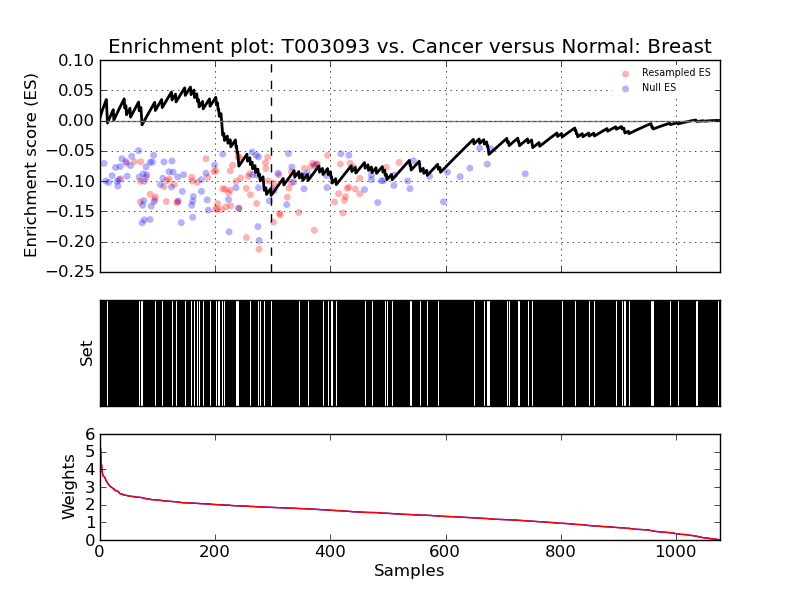 Enrichment plot: T003093 vs. Cancer versus Normal: Breast
Enrichment score (ES)
0.10
0.05
0.00
−0.05
−0.10
−0.15
−0.20
−0.25
Resampled ES
Null ES
Set
Weights
6
5
4
3
2
1
0
0 200 400 600 800 1000
Samples